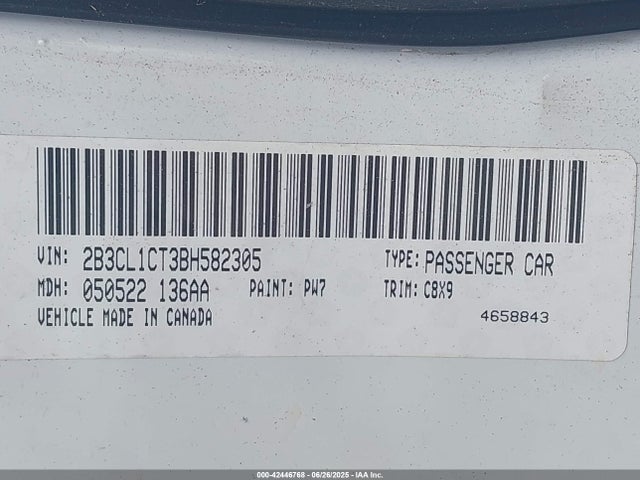 VIN: 2B3CL1CT3BH582305 TYPE: PASSENGER CAR
MDH: 050522 136AA PAINT: PW7 TRIM: C8X9
VEHICLE MADE IN CANADA 4658843
000-42446768 - 06/26/2025 - IAA Inc.